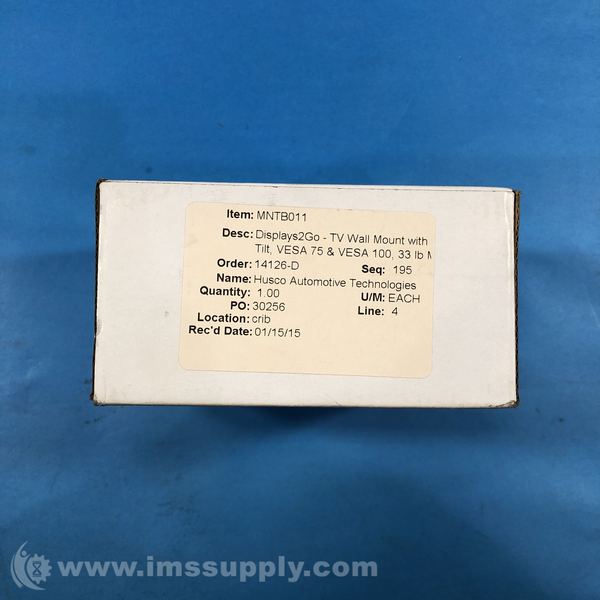 Item: MNTB011
Desc: Displays2Go - TV Wall Mount with
Tilt, VESA 75 & VESA 100, 33 lb
Order: 14126-D Seq: 195
Name: Husco Automotive Technologies
Quantity: 1.00 U/M: EACH
PO: 30256 Line: 4
Location: crib
Rec'd Date: 01/15/15
www.imssupply.com